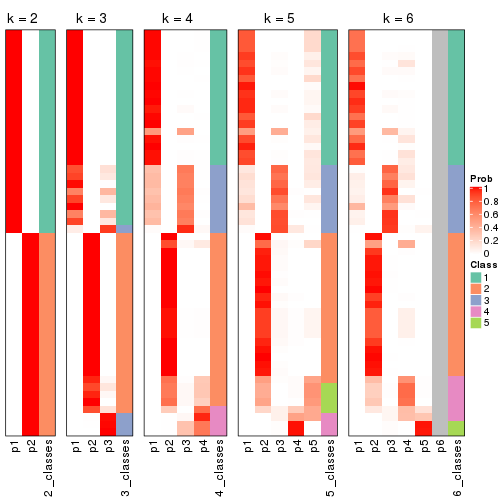 k = 2
k = 3
k = 4
k = 5
k = 6
p1
p2
2_classes
p1
p2
p3
3_classes
p1
p2
p3
p4
4_classes
p1
p2
p3
p4
p5
5_classes
p1
p2
p3
p4
p5
p6
6_classes
Prob
1
0.8
0.6
0.4
0.2
0
Class
1
2
3
4
5